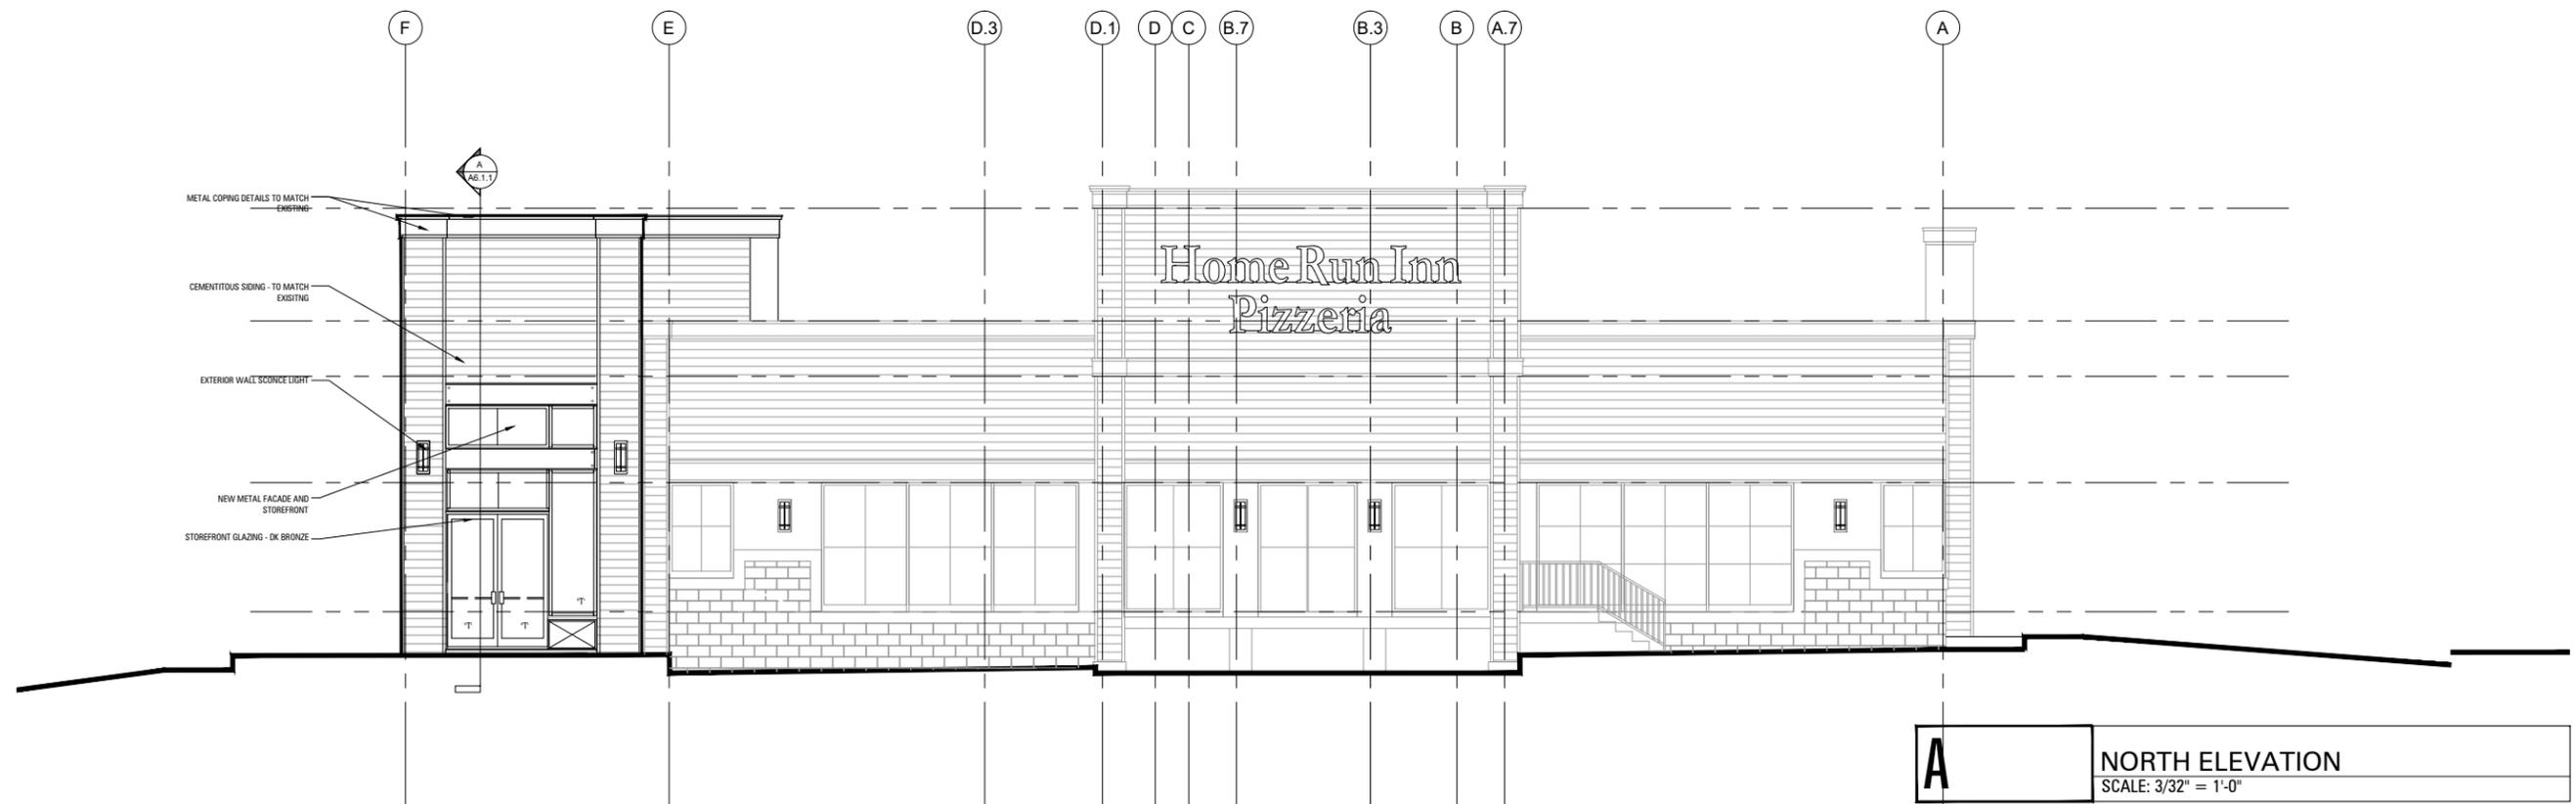 F E D.3 D.1 D C B.7 B.3 B A.7 A
A
A6.1.1
METAL COPING DETAILS TO MATCH
EXISTING
CEMENTITOUS SIDING - TO MATCH
EXISITNG
EXTERIOR WALL SCONCE LIGHT
NEW METAL FACADE AND
STOREFRONT
STOREFRONT GLAZING - DK BRONZE
Home Run Inn
Pizzeria
T T T
A
NORTH ELEVATION
SCALE: 3/32" = 1'-0"